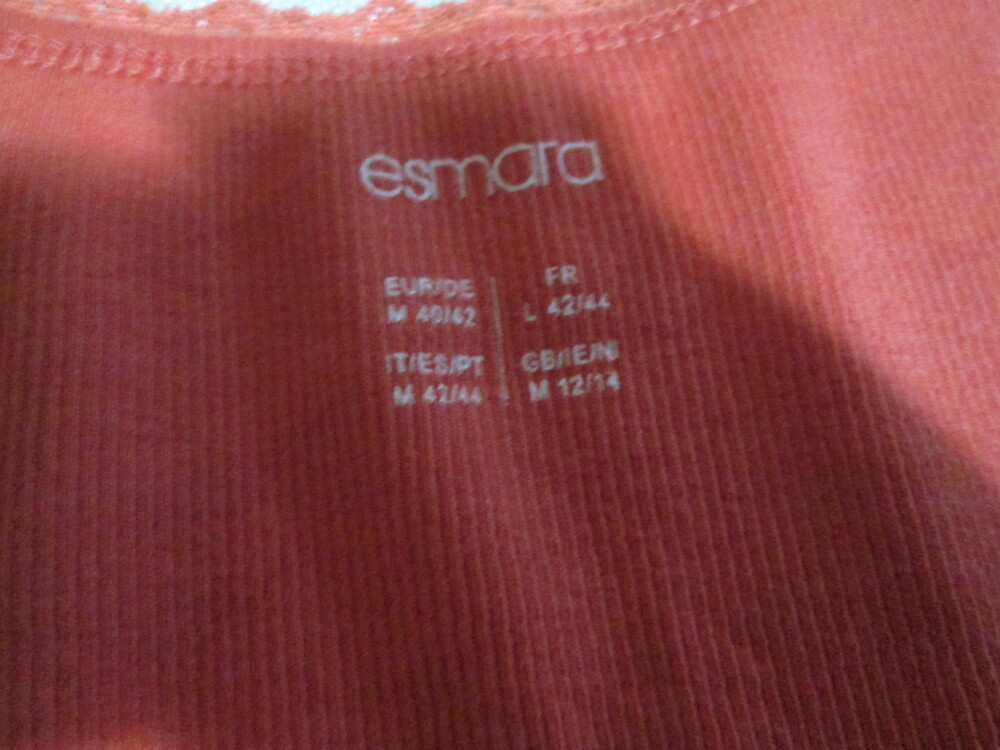 esmara
EUR/DE
M 40/42
FR
L 42/44
IT/ES/PT
M 42/44
GB/IE/NI
M 12/14